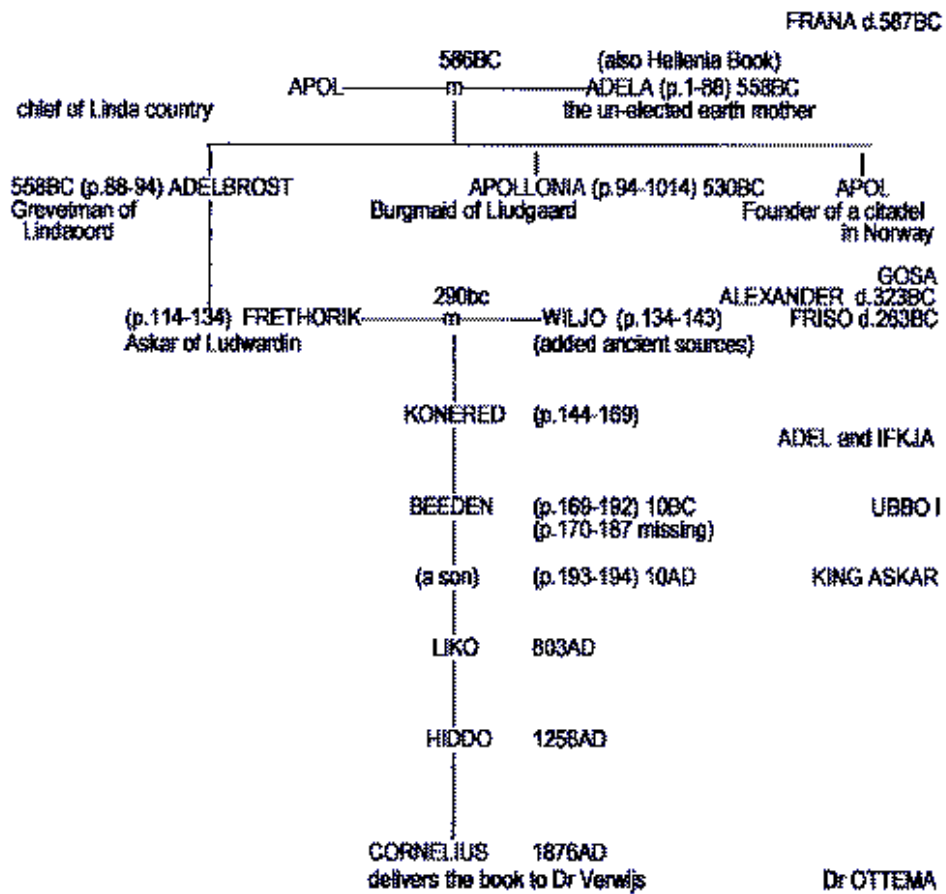 FRANA d.587BC
586BC (also Hellenia Book)
APOL m ADELA (p.1-88) 558BC
chief of Linda country the un-elected earth mother
558BC (p.88-94) ADELBROST APOLLONIA (p.94-1014) 530BC APOL
Grevetman of Burgmaid of Liudgaard Founder of a citadel
Lindaoord in Norway
GOSA
290bc ALEXANDER d.323BC
(p.114-134) FRETHORIK m WILJO (p.134-143) FRISO d.263BC
Askar of Ludwardin (added ancient sources)
KONERED (p.144-169)
ADEL and IFKJA
BEEDEN (p.169-192) 10BC UBBO I
(p.170-187 missing)
(a son) (p.193-194) 10AD KING ASKAR
LIKO 803AD
HIDDO 1256AD
CORNELIUS 1876AD
delivers the book to Dr Verwijs Dr OTTEMA